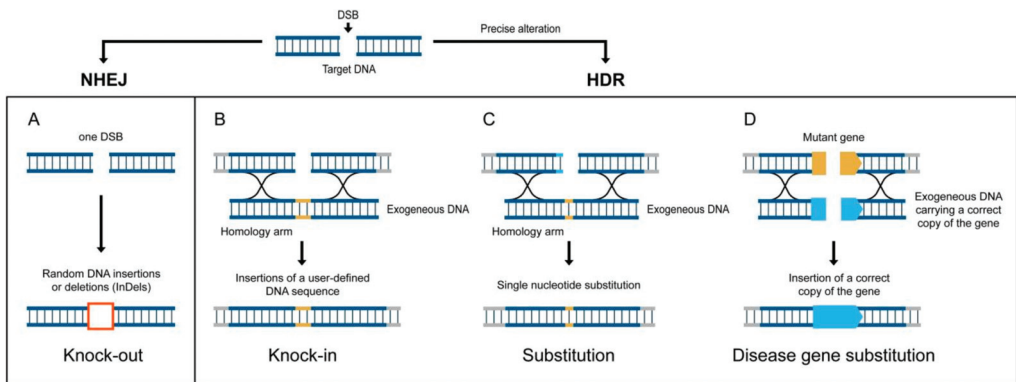 DSB
Precise alteration
Target DNA
NHEJ
HDR
A
one DSB
Random DNA insertions
or deletions (InDels)
Knock-out
B
Exogeneous DNA
Homology arm
Insertions of a user-defined
DNA sequence
Knock-in
C
Exogeneous DNA
Homology arm
Single nucleotide substitution
Substitution
D
Mutant gene
Exogeneous DNA
carrying a correct
copy of the gene
Insertion of a correct
copy of the gene
Disease gene substitution